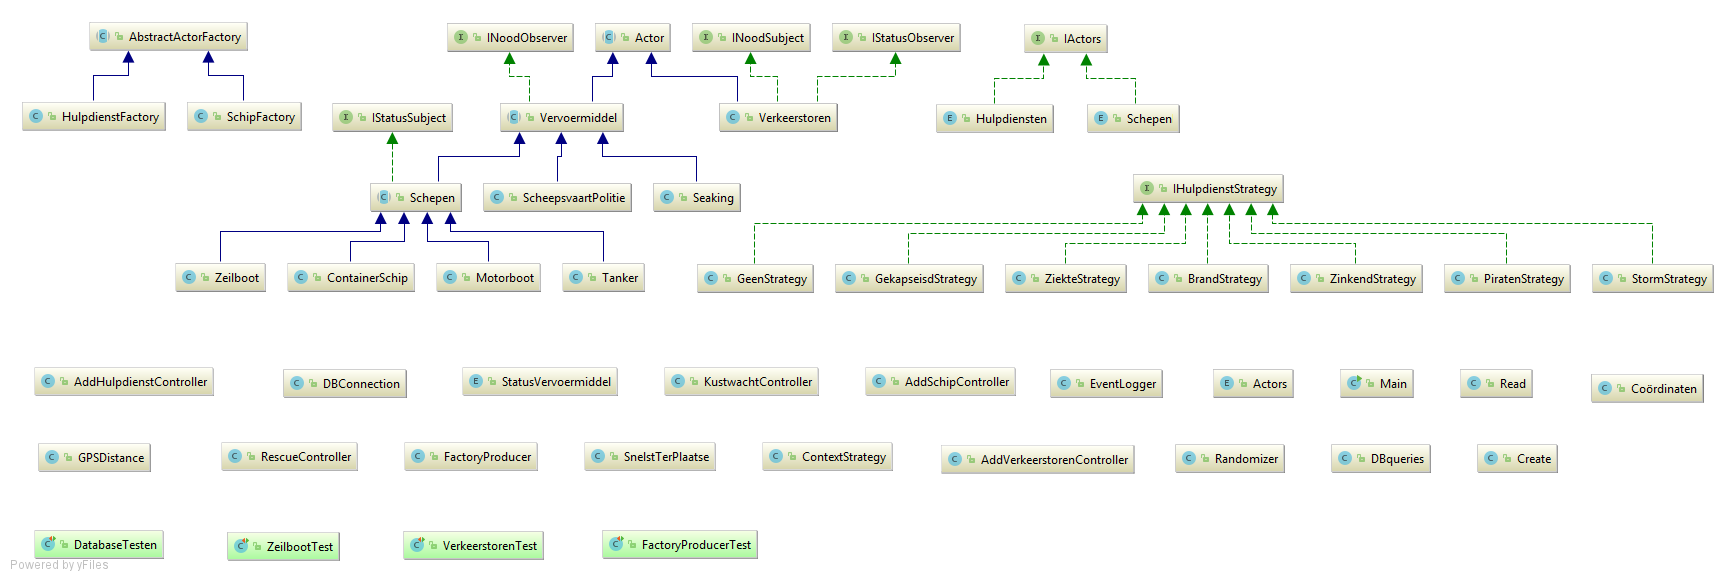 AbstractActorFactory
INoodObserver
Actor
INoodSubject
IStatusObserver
IActors
HulpdienstFactory
SchipFactory
IStatusSubject
Vervoermiddel
Verkeerstoren
Hulpdiensten
Schepen
Schepen
ScheepsvaartPolitie
Seaking
IHulpdienstStrategy
Zeilboot
ContainerSchip
Motorboot
Tanker
GeenStrategy
GekapseisdStrategy
ZiekteStrategy
BrandStrategy
ZinkendStrategy
PiratenStrategy
StormStrategy
AddHulpdienstController
DBConnection
StatusVervoermiddel
KustwachtController
AddSchipController
EventLogger
Actors
Main
Read
Coördinaten
GPSDistance
RescueController
FactoryProducer
SnelstTerPlaatse
ContextStrategy
AddVerkeerstorenController
Randomizer
DBqueries
Create
DatabaseTesten
ZeilbootTest
VerkeerstorenTest
FactoryProducerTest
Powered by yFiles